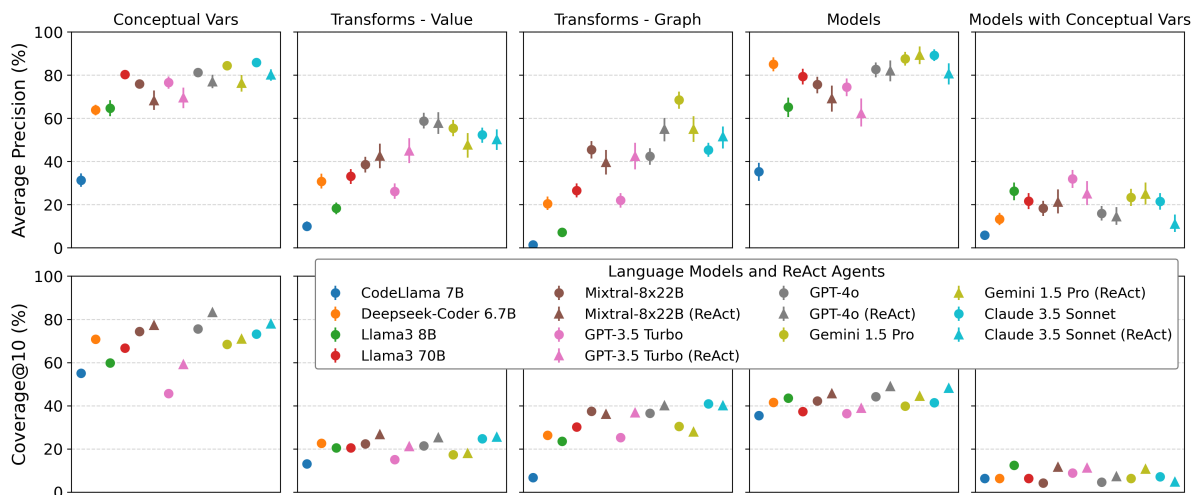 Conceptual Vars
Transforms - Value
Transforms - Graph
Models
Models with Conceptual Vars
Average Precision (%)
100
80
60
40
20
0
Language Models and ReAct Agents
CodeLlama 7B
Deepseek-Coder 6.7B
Llama3 8B
Llama3 70B
Mixtral-8x22B
Mixtral-8x22B (ReAct)
GPT-3.5 Turbo
GPT-3.5 Turbo (ReAct)
GPT-4o
GPT-4o (ReAct)
Gemini 1.5 Pro
Gemini 1.5 Pro (ReAct)
Claude 3.5 Sonnet
Claude 3.5 Sonnet (ReAct)
Coverage@10 (%)
100
80
60
40
20
0